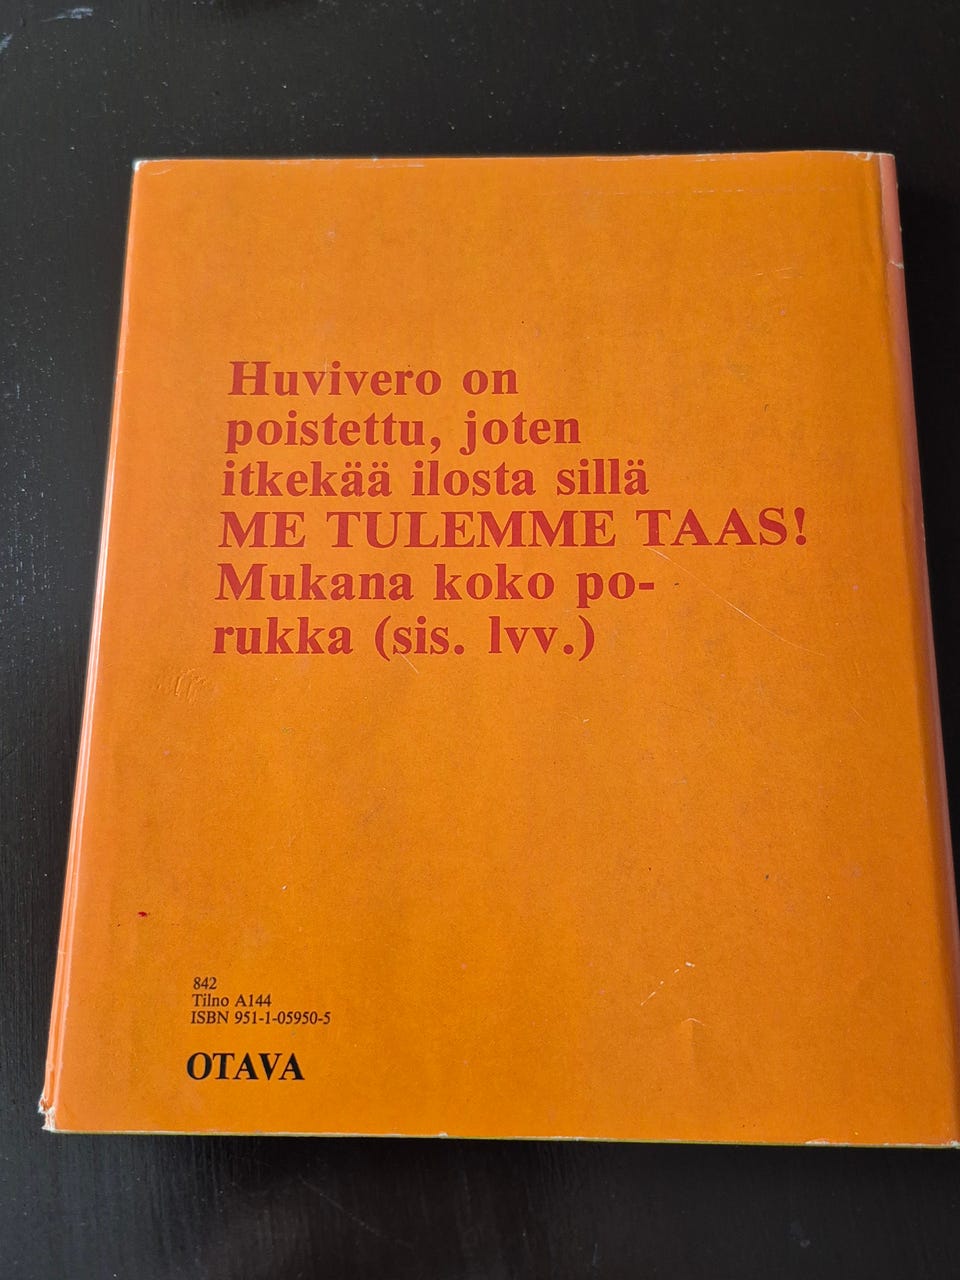 Huvivero on
poistettu, joten
itkekää ilosta sillä
ME TULEMME TAAS!
Mukana koko po-
rukka (sis. lvv.)
842
Tilno A144
ISBN 951-1-05950-5
OTAVA